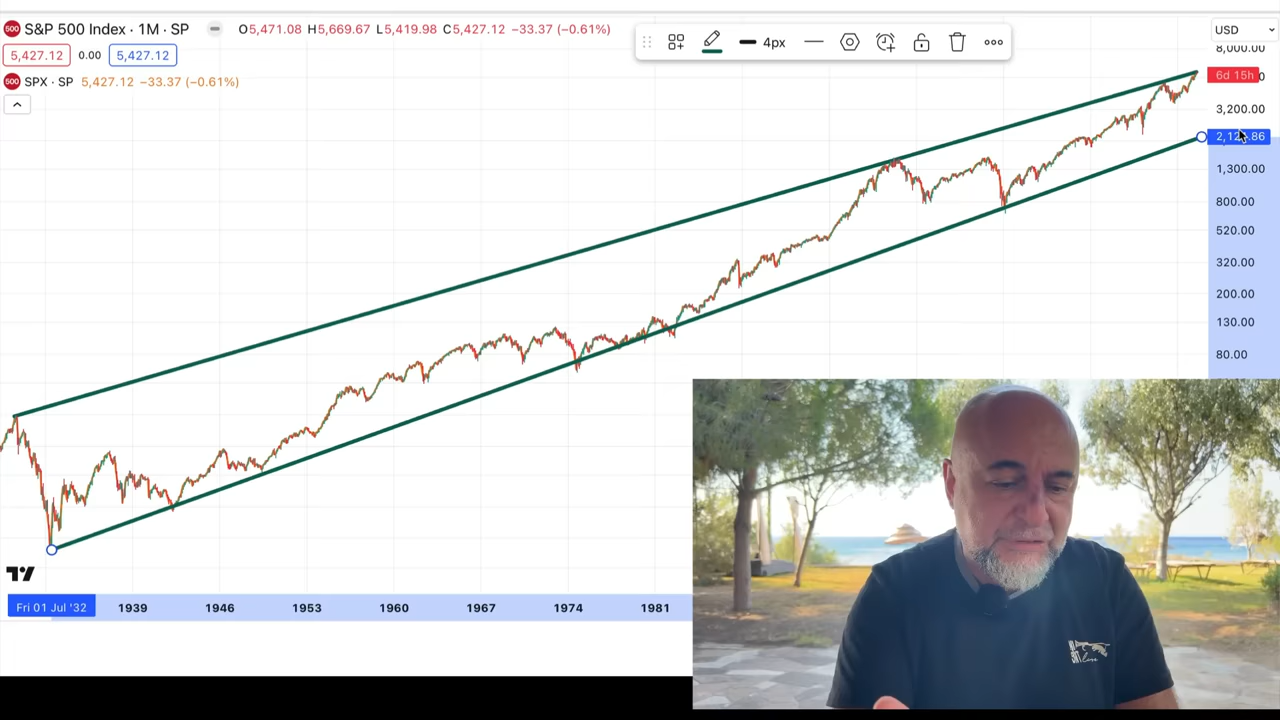 S&P 500 Index · 1M · SP
O5,471.08 H5,669.67 L5,419.98 C5,427.12 −33.37 (−0.61%)
4px
USD
5,427.12 0.00 5,427.12
500 SPX · SP 5,427.12 −33.37 (−0.61%)
8,000.00
6d 15h
3,200.00
1,300.00
800.00
520.00
320.00
200.00
130.00
80.00
Fri 01 Jul '32 1939 1946 1953 1960 1967 1974 1981